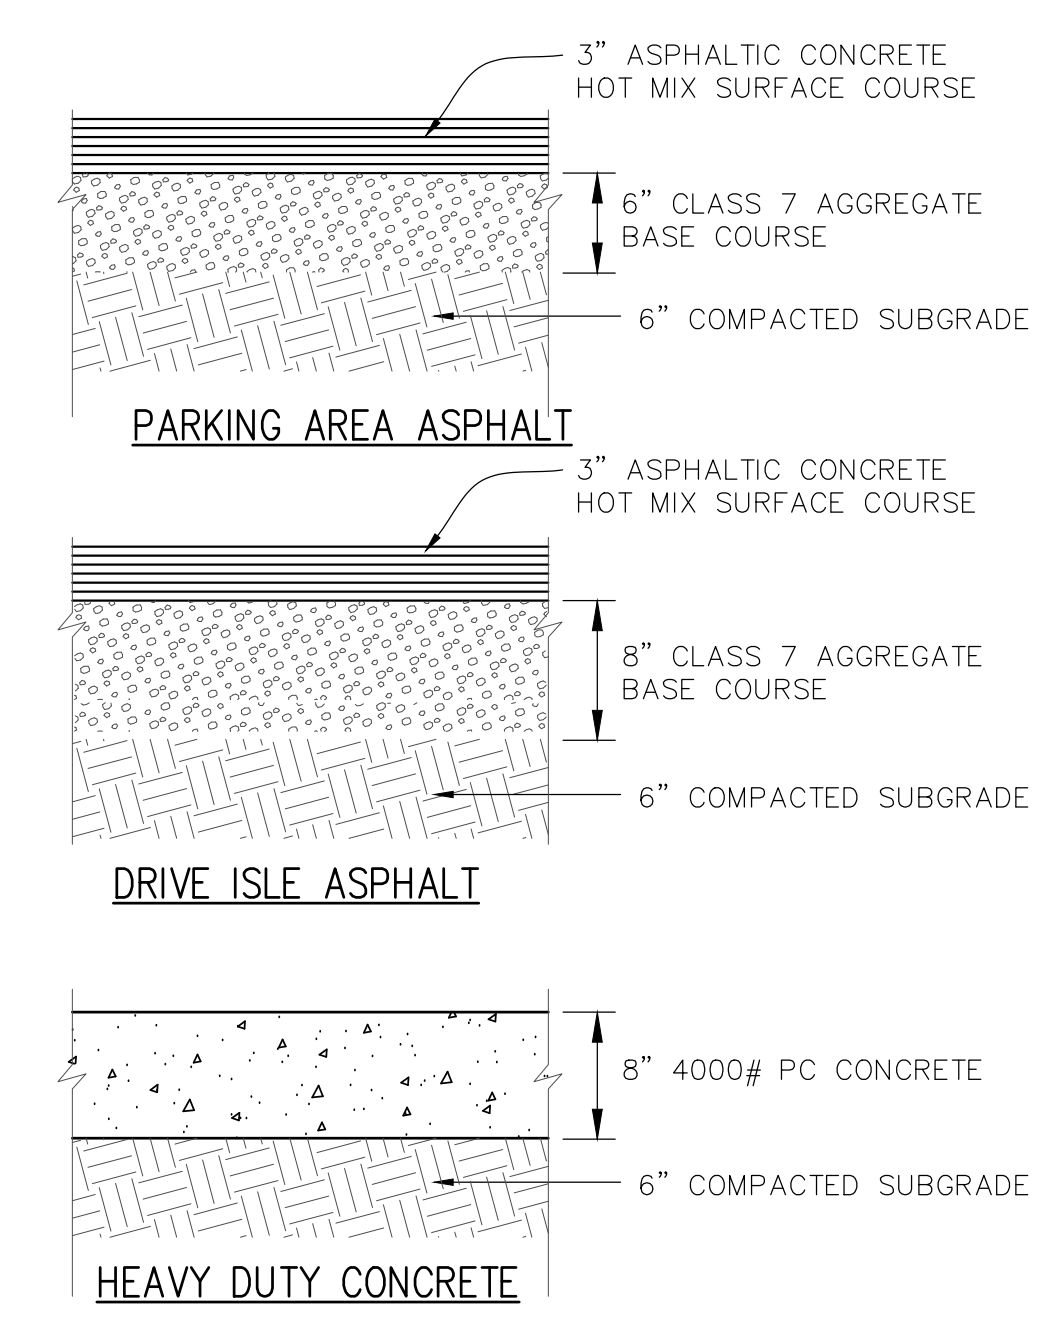 3” ASPHALTIC CONCRETE
HOT MIX SURFACE COURSE
6” CLASS 7 AGGREGATE
BASE COURSE
6” COMPACTED SUBGRADE
PARKING AREA ASPHALT
3” ASPHALTIC CONCRETE
HOT MIX SURFACE COURSE
8” CLASS 7 AGGREGATE
BASE COURSE
6” COMPACTED SUBGRADE
DRIVE ISLE ASPHALT
8” 4000# PC CONCRETE
6” COMPACTED SUBGRADE
HEAVY DUTY CONCRETE